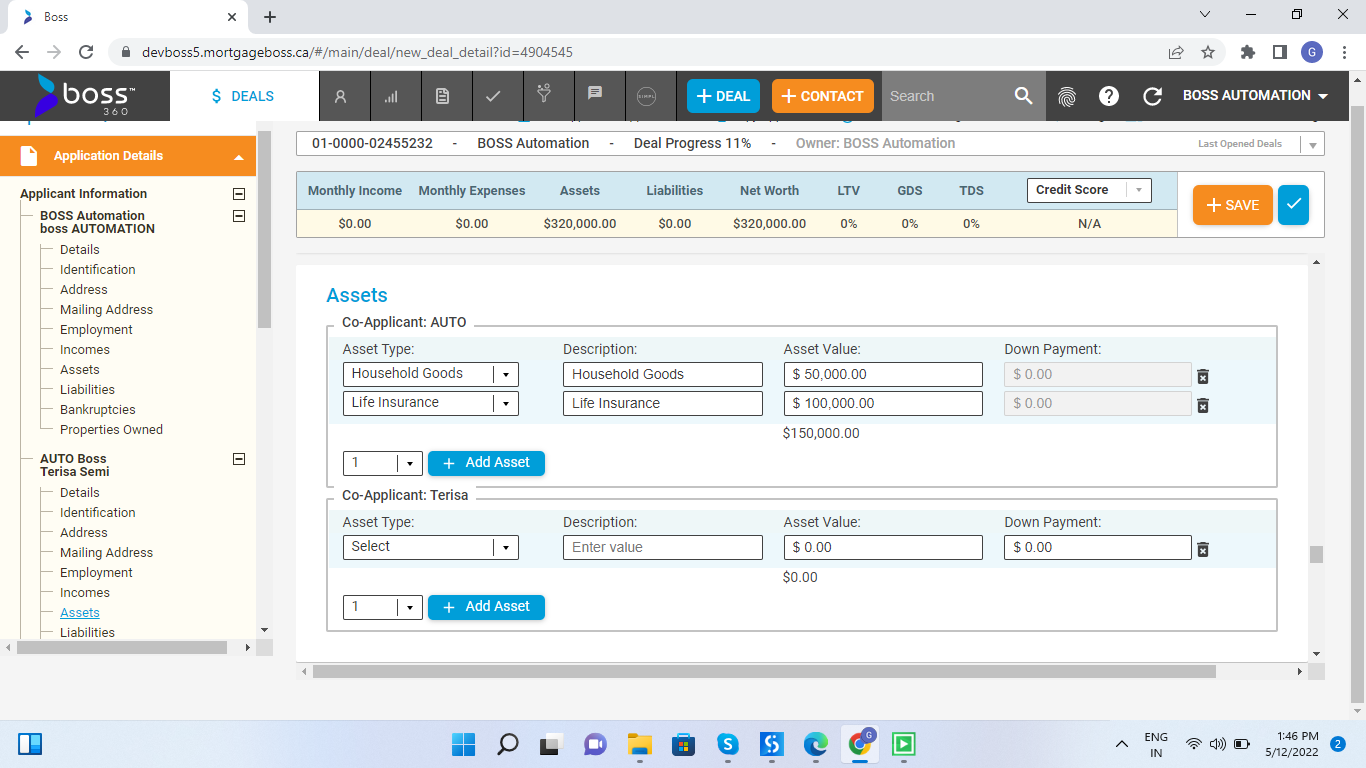 Boss
devboss5.mortgageboss.ca/#/main/deal/new_deal_detail?id=4904545
G
boss™
360
$ DEALS
SIMPL
+ DEAL
+ CONTACT
Search
BOSS AUTOMATION
Application Details
Applicant Information
BOSS Automation
boss AUTOMATION
Details
Identification
Address
Mailing Address
Employment
Incomes
Assets
Liabilities
Bankruptcies
Properties Owned
AUTO Boss
Terisa Semi
Details
Identification
Address
Mailing Address
Employment
Incomes
Assets
Liabilities
01-0000-02455232 - BOSS Automation - Deal Progress 11% - Owner: BOSS Automation
Last Opened Deals
Monthly Income Monthly Expenses Assets Liabilities Net Worth LTV GDS TDS Credit Score
$0.00 $0.00 $320,000.00 $0.00 $320,000.00 0% 0% 0% N/A
+ SAVE
Assets
Co-Applicant: AUTO
Asset Type: Description: Asset Value: Down Payment:
Household Goods Household Goods $ 50,000.00 $ 0.00
Life Insurance Life Insurance $ 100,000.00 $ 0.00
$150,000.00
1 + Add Asset
Co-Applicant: Terisa
Asset Type: Description: Asset Value: Down Payment:
Select Enter value $ 0.00 $ 0.00
$0.00
1 + Add Asset
G
ENG
IN
1:46 PM
5/12/2022
2